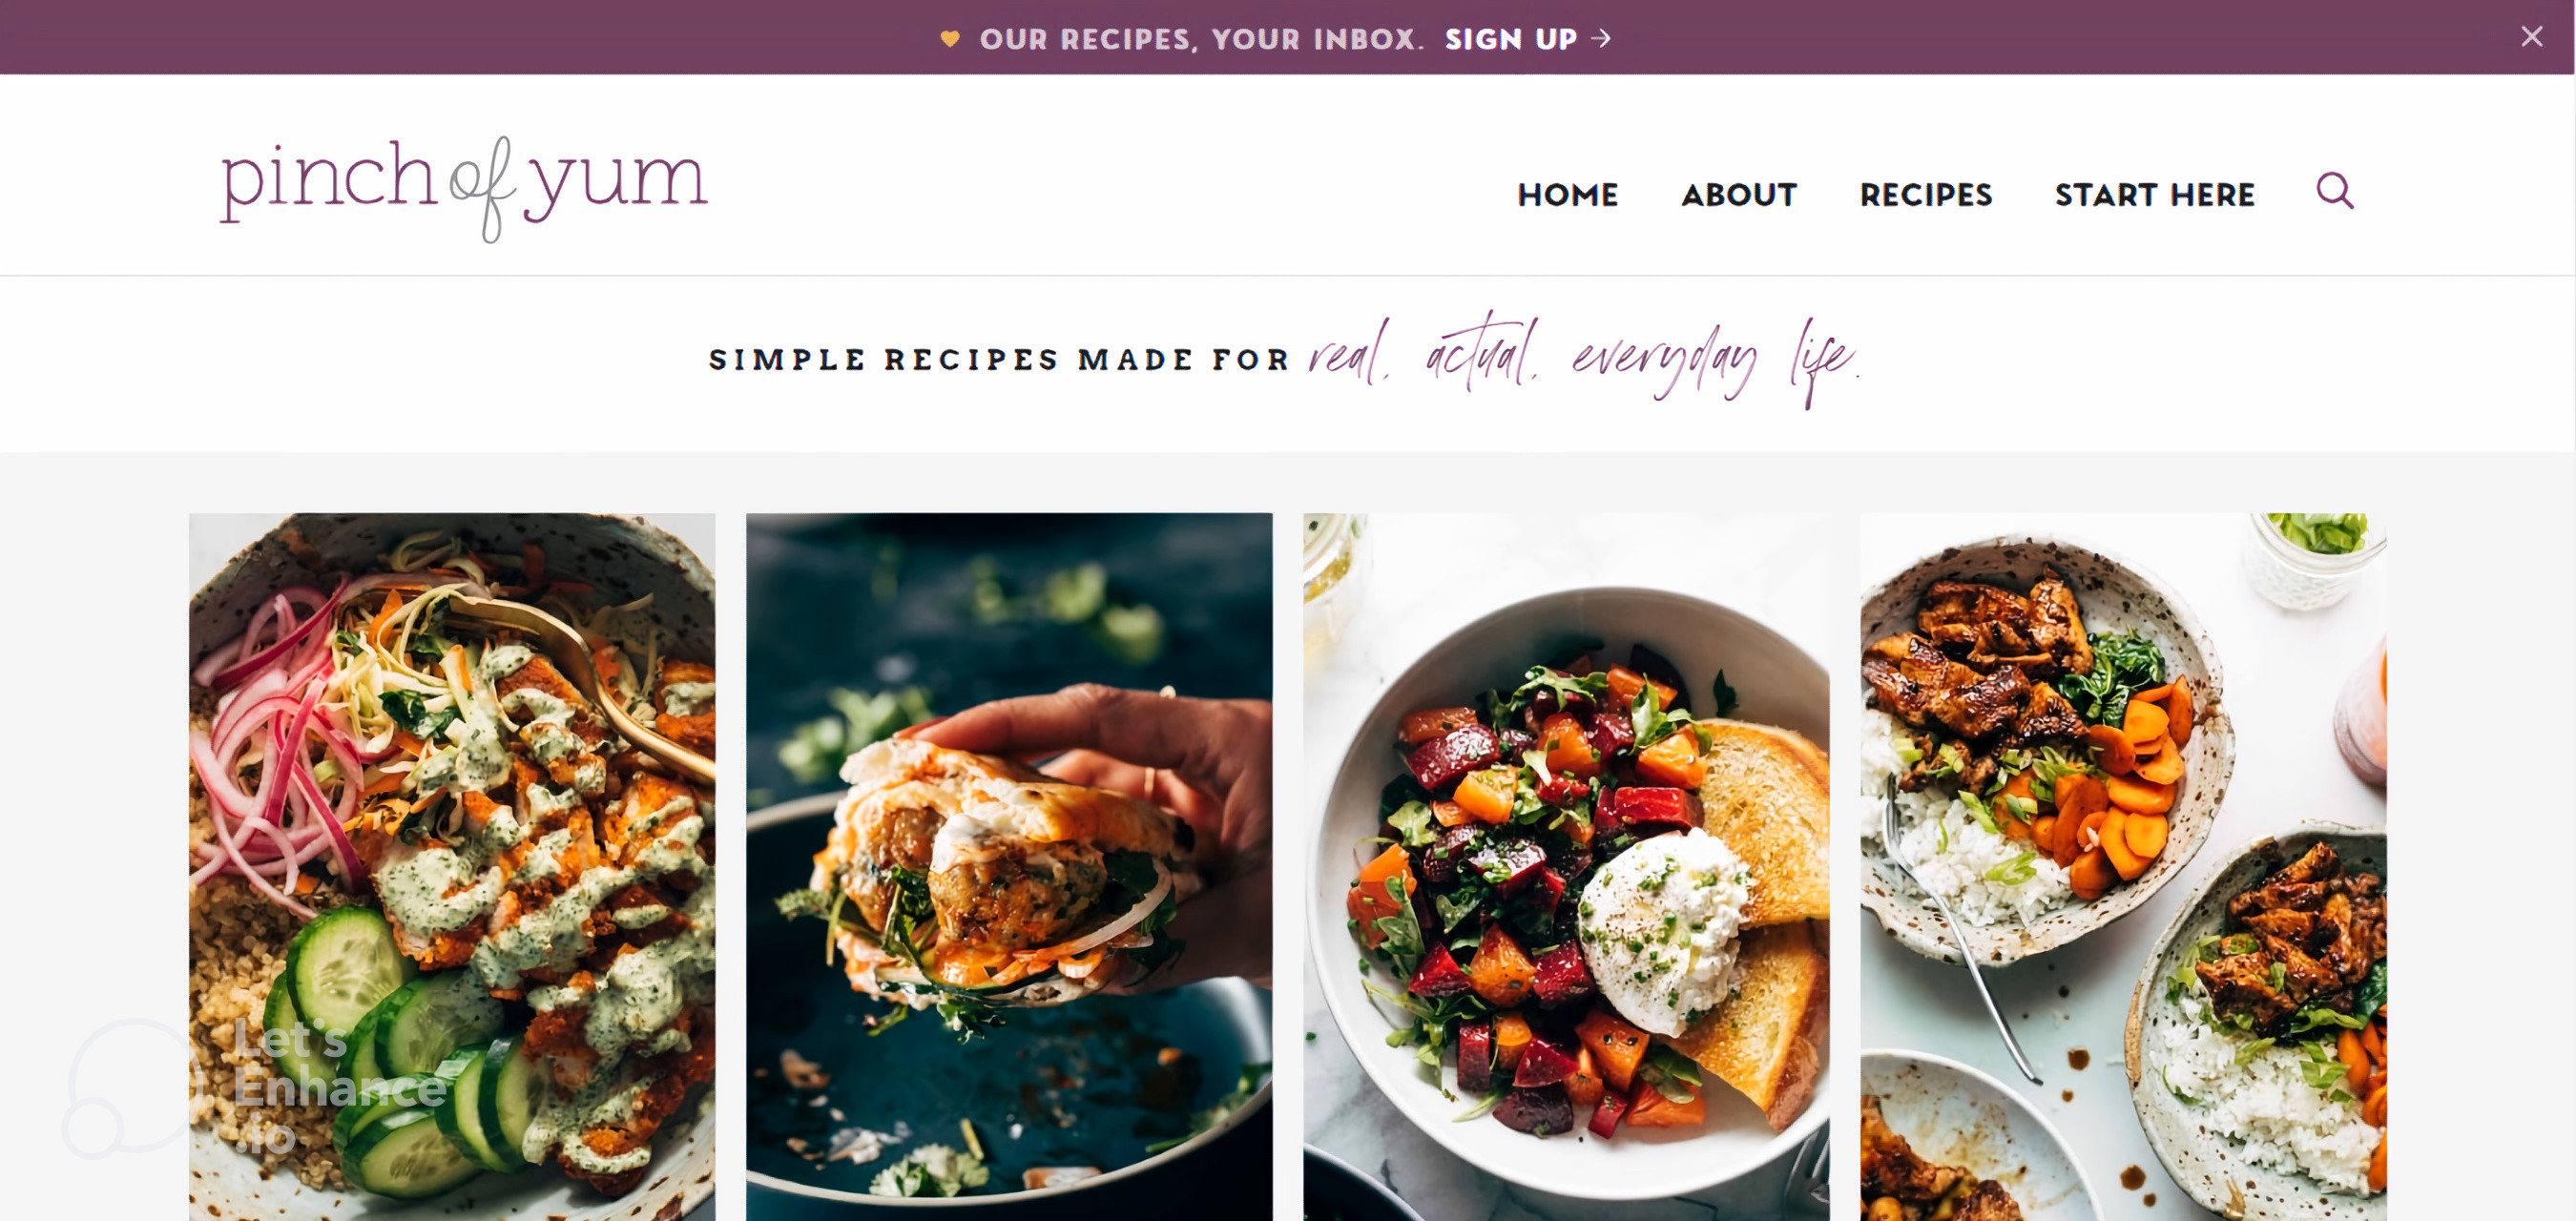 OUR RECIPES, YOUR INBOX. SIGN UP →
pinch of yum
HOME ABOUT RECIPES START HERE
SIMPLE RECIPES MADE FOR real, actual, everyday life.
Let's
Enhance
.io